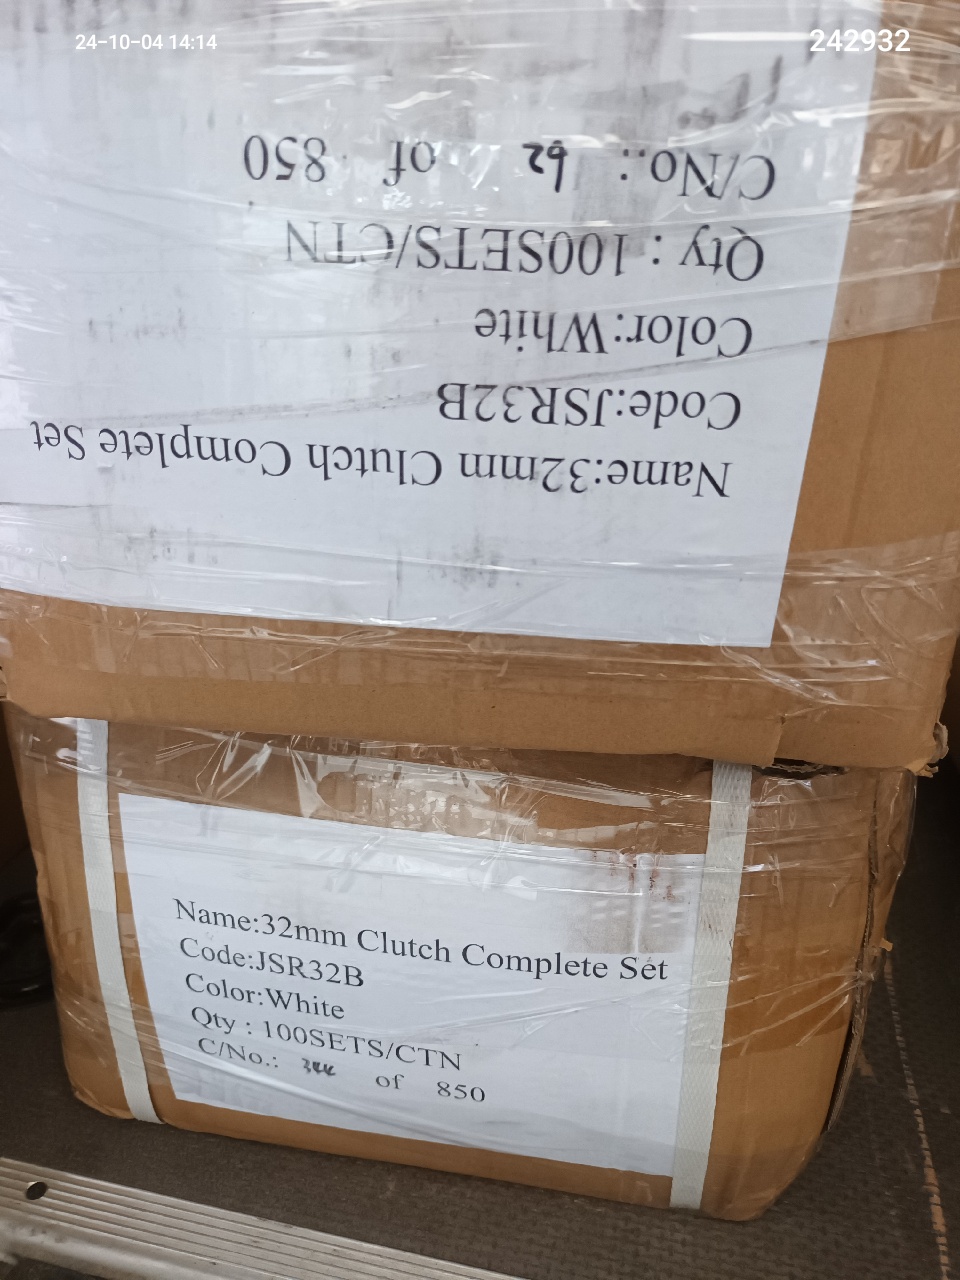 24-10-04 14:14
242932
Name:32mm Clutch Complete Set
Code:JSR32B
Color:White
Qty : 100SETS/CTN
C/No.: 62 of 850
Name:32mm Clutch Complete Set
Code:JSR32B
Color:White
Qty : 100SETS/CTN
C/No.: 344 of 850